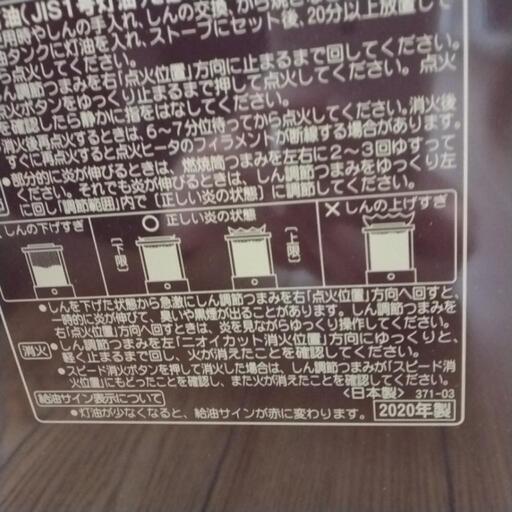 油(JIS1号灯油)
使用時やしんの手入れ、しんの交換、から焼き
油タンクに灯油を入れ、ストーブにセット後、20分以上放置して
ら点火してください。
しん調節つまみを右「点火位置」方向に止まるまで回してください。
点火ボタンをゆっくり止まるまで押して点火してください。点火
を確認したら静かに指をはなしてください。
消火後再点火するときは、6〜7分位待ってから点火してください。消火後
すぐに再点火すると点火ヒータのフィラメントが断線する場合があります。
●部分的に炎が伸びるときは、燃焼筒つまみを左右に2〜3回ゆすって
ください。それでも炎が伸びるときは、しん調節つまみをゆっくり左
に回し「調節範囲」内で「正しい炎の状態」に調節してください。
しんの下げすぎ
○ 正しい炎の状態
×しんの上げすぎ
(下限)
(上限)
●しんを下げた状態から急激にしん調節つまみを右「点火位置」方向へ回すと、
一時的に炎が伸びて、臭いや黒煙が出ることがあります。しん調節つまみを
右「点火位置」方向へ回すときは、炎を見ながらゆっくり操作してください。
消火
●しん調節つまみを左「ニオイカット消火位置」方向にゆっくりと、
軽く止まるまで回し、火が消えたことを確認してください。
●スピード消火ボタンを押して消火した場合は、しん調節つまみが「スピード消
火位置」にもどったことを確認し、また火が消えたことを確認してください。
給油サイン表示について
〈日本製〉 371-03
●灯油が少なくなると、給油サインが赤に変わります。
2020年製